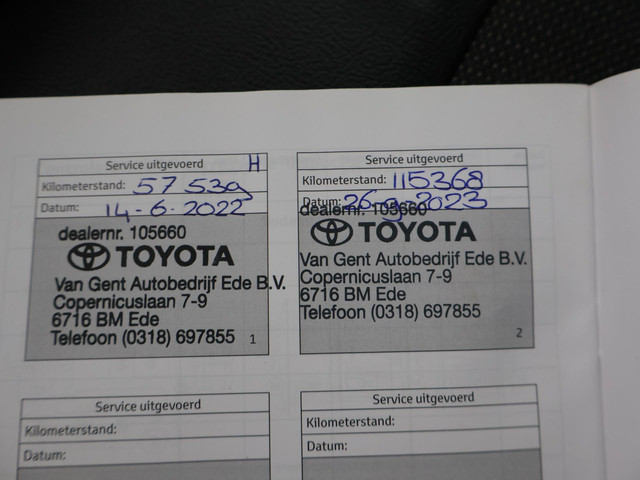 Service uitgevoerd H
Kilometerstand: 57 539
Datum: 14-6-2022
dealernr. 105660
TOYOTA
Van Gent Autobedrijf Ede B.V.
Copernicuslaan 7-9
6716 BM Ede
Telefoon (0318) 697855
1
Service uitgevoerd
Kilometerstand: 115368
Datum: 26-9-2023
dealernr. 105660
TOYOTA
Van Gent Autobedrijf Ede B.V.
Copernicuslaan 7-9
6716 BM Ede
Telefoon (0318) 697855
2
Service uitgevoerd
Kilometerstand:
Datum:
Service uitgevoerd
Kilometerstand:
Datum: